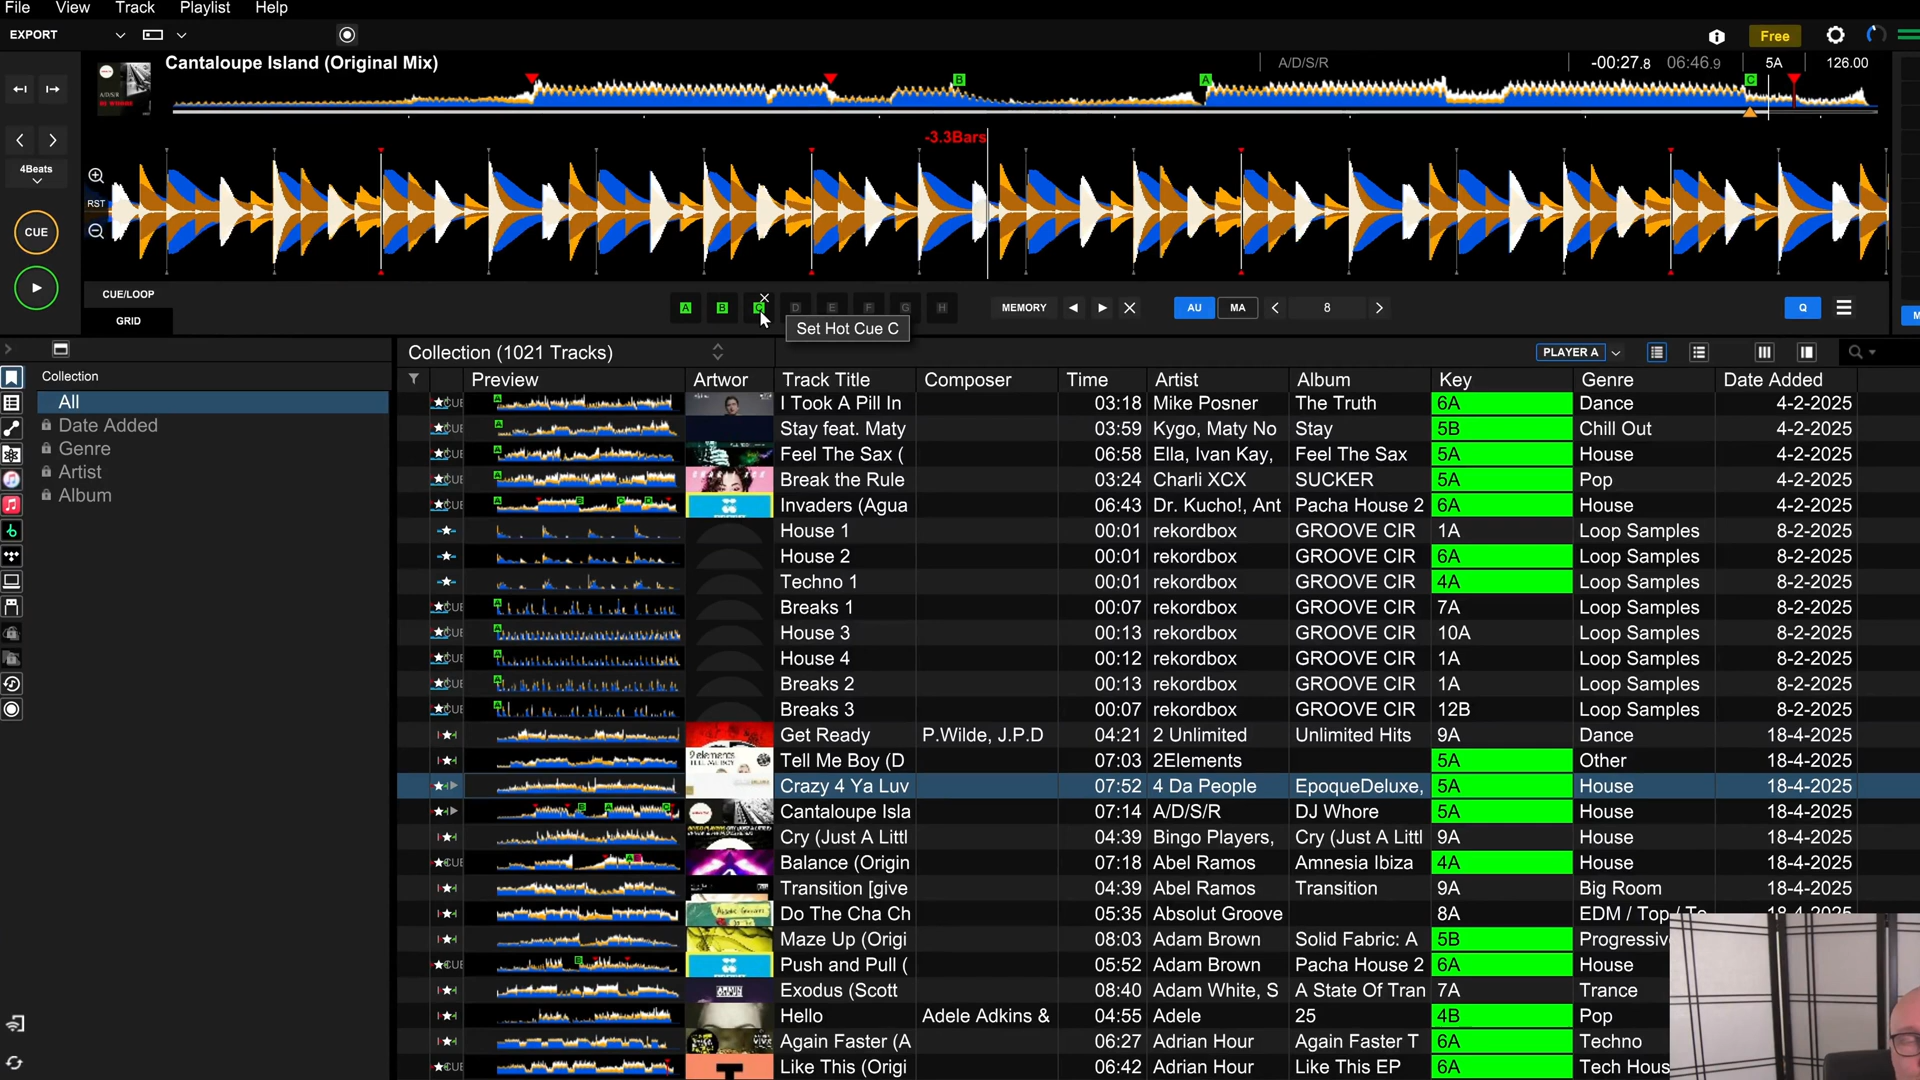 File View Track Playlist Help
EXPORT Free
Cantaloupe Island (Original Mix) A/D/S/R -00:27.8 06:46.9 5A 126.00
B A C
-3.3Bars
4Beats
RST
CUE
CUE/LOOP
GRID
A B C D E F G H MEMORY AU MA 8 Q
Set Hot Cue C
Collection (1021 Tracks) PLAYER A
Collection
All
Date Added
Genre
Artist
Album
Preview Artwor Track Title Composer Time Artist Album Key Genre Date Added
I Took A Pill In 03:18 Mike Posner The Truth 6A Dance 4-2-2025
Stay feat. Maty 03:59 Kygo, Maty No Stay 5B Chill Out 4-2-2025
Feel The Sax ( 06:58 Ella, Ivan Kay, Feel The Sax 5A House 4-2-2025
Break the Rule 03:24 Charli XCX SUCKER 5A Pop 4-2-2025
Invaders (Agua 06:43 Dr. Kucho!, Ant Pacha House 2 6A House 4-2-2025
House 1 00:01 rekordbox GROOVE CIR 1A Loop Samples 8-2-2025
House 2 00:01 rekordbox GROOVE CIR 6A Loop Samples 8-2-2025
Techno 1 00:01 rekordbox GROOVE CIR 4A Loop Samples 8-2-2025
Breaks 1 00:07 rekordbox GROOVE CIR 7A Loop Samples 8-2-2025
House 3 00:13 rekordbox GROOVE CIR 10A Loop Samples 8-2-2025
House 4 00:12 rekordbox GROOVE CIR 1A Loop Samples 8-2-2025
Breaks 2 00:13 rekordbox GROOVE CIR 1A Loop Samples 8-2-2025
Breaks 3 00:07 rekordbox GROOVE CIR 12B Loop Samples 8-2-2025
Get Ready P.Wilde, J.P.D 04:21 2 Unlimited Unlimited Hits 9A Dance 18-4-2025
Tell Me Boy (D 07:03 2Elements 5A Other 18-4-2025
Crazy 4 Ya Luv 07:52 4 Da People EpoqueDeluxe, 5A House 18-4-2025
Cantaloupe Isla 07:14 A/D/S/R DJ Whore 5A House 18-4-2025
Cry (Just A Littl 04:39 Bingo Players, Cry (Just A Littl 9A House 18-4-2025
Balance (Origin 07:18 Abel Ramos Amnesia Ibiza 4A House 18-4-2025
Transition [give 04:39 Abel Ramos Transition 9A Big Room 18-4-2025
Do The Cha Ch 05:35 Absolut Groove 8A EDM / Top / To 18-4-2025
Maze Up (Origi 08:03 Adam Brown Solid Fabric: A 5B Progressive
Push and Pull ( 05:52 Adam Brown Pacha House 2 6A House
Exodus (Scott 08:40 Adam White, S A State Of Tran 7A Trance
Hello Adele Adkins & 04:55 Adele 25 4B Pop
Again Faster (A 06:27 Adrian Hour Again Faster T 6A Techno
Like This (Origi 06:42 Adrian Hour Like This EP 6A Tech Hous